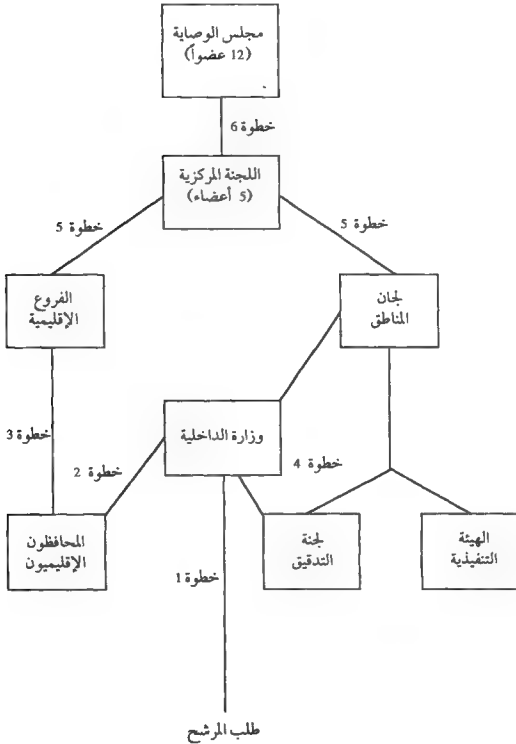 مجلس الوصاية
(12 عضواً)
خطوة 6
اللجنة المركزية
(5 أعضاء)
خطوة 5
خطوة 5
لجان
المناطق
الفروع
الإقليمية
وزارة الداخلية
خطوة 3
خطوة 2
خطوة 4
المحافظون
الإقليميون
لجنة
التدقيق
الهيئة
التنفيذية
خطوة 1
طلب المرشح